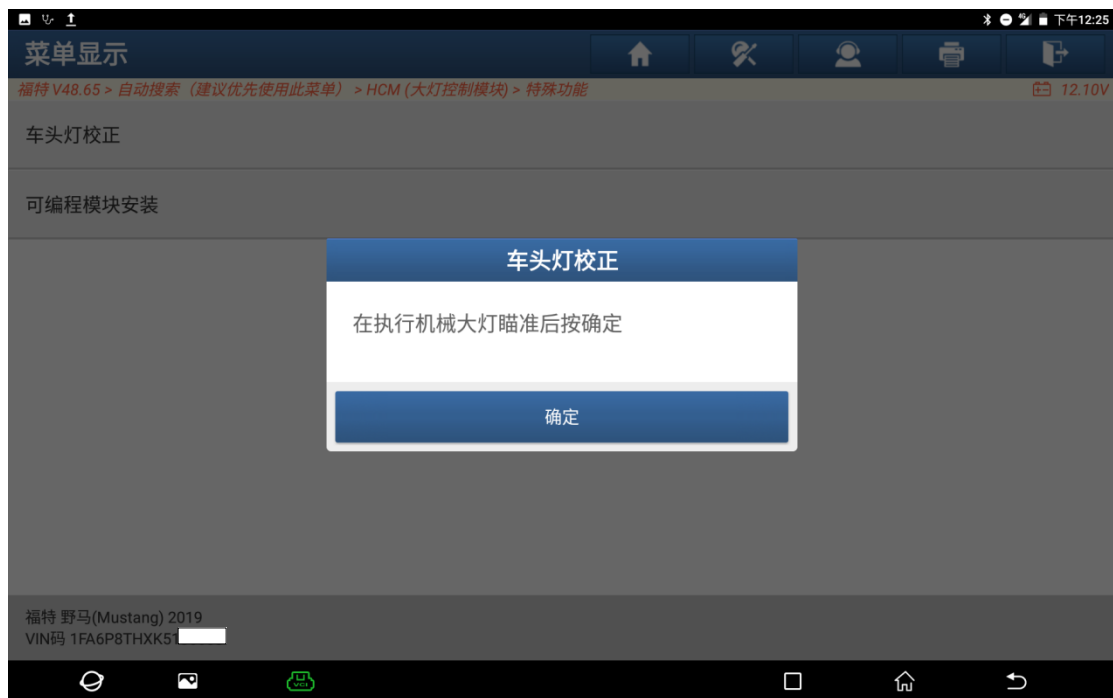 下午12:25
菜单显示
福特 V48.65 > 自动搜索（建议优先使用此菜单） > HCM (大灯控制模块) > 特殊功能
12.10V
车头灯校正
可编程模块安装
车头灯校正
在执行机械大灯瞄准后按确定
确定
福特 野马(Mustang) 2019
VIN码 1FA6P8THXK51
VCI